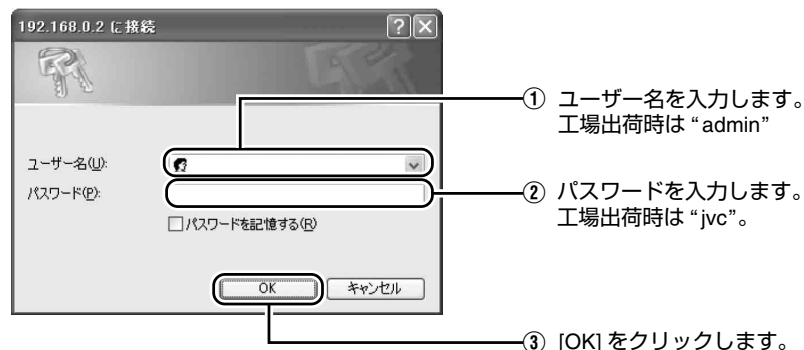 192.168.0.2 に接続
① ユーザー名を入力します。
工場出荷時は “admin”
ユーザー名(U):
パスワード(P):
② パスワードを入力します。
工場出荷時は “jvc”。
パスワードを記憶する(R)
OK
キャンセル
③ [OK] をクリックします。